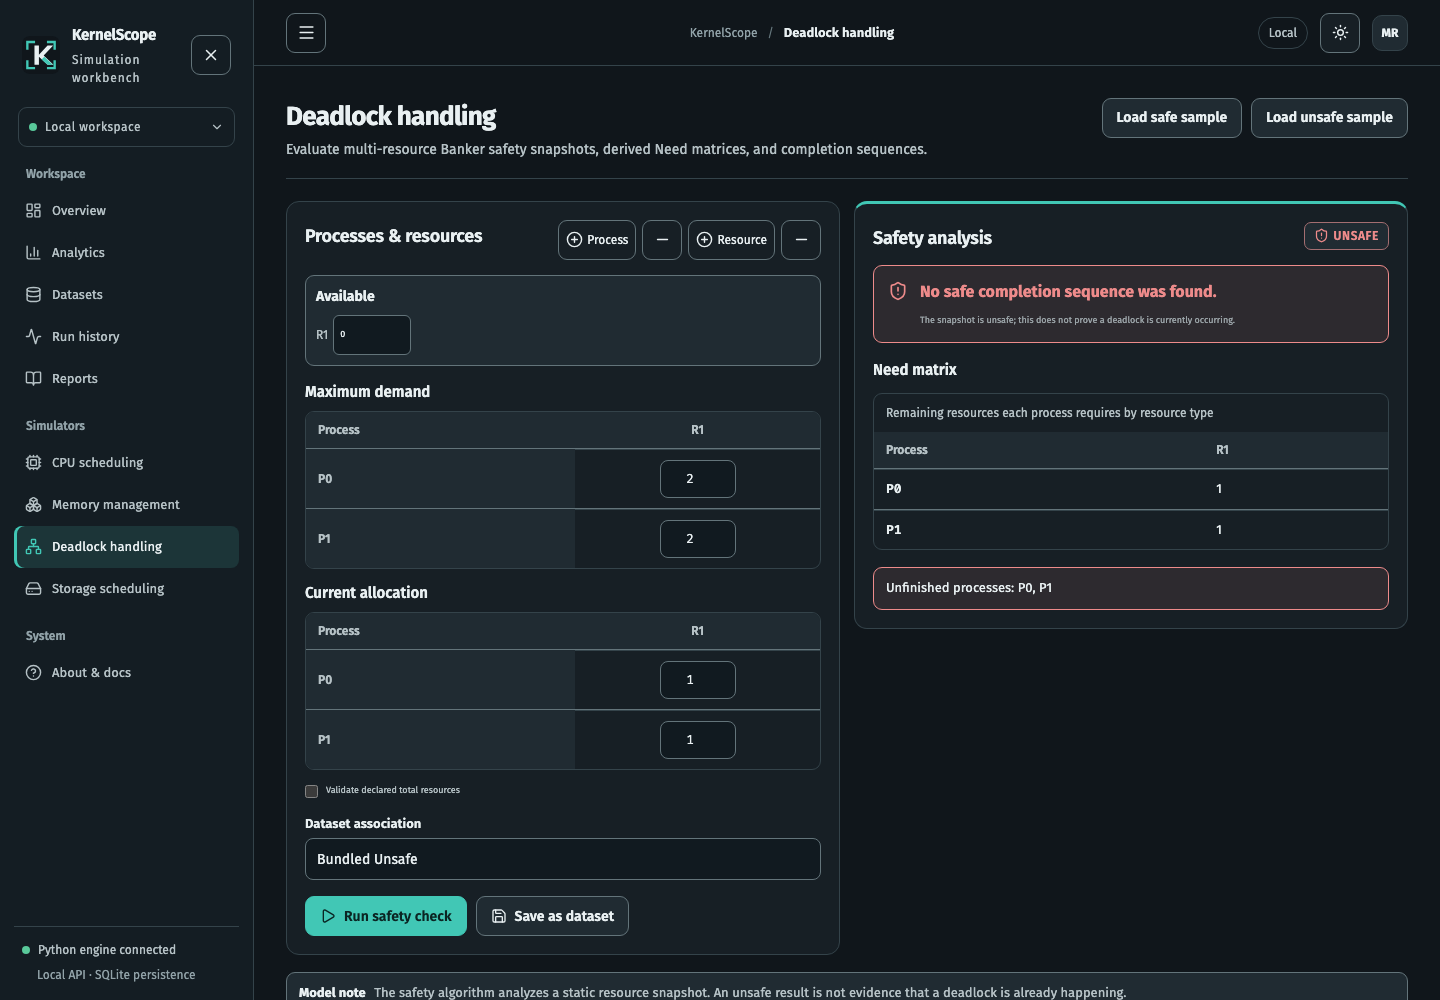 KernelScope
Simulation
workbench
Local workspace
Workspace
Overview
Analytics
Datasets
Run history
Reports
Simulators
CPU scheduling
Memory management
Deadlock handling
Storage scheduling
System
About & docs
Python engine connected
Local API · SQLite persistence
KernelScope / Deadlock handling
Local
MR
Deadlock handling
Evaluate multi-resource Banker safety snapshots, derived Need matrices, and completion sequences.
Load safe sample
Load unsafe sample
Processes & resources
Process
Resource
Available
R1 0
Maximum demand
Process R1
P0 2
P1 2
Current allocation
Process R1
P0 1
P1 1
Validate declared total resources
Dataset association
Bundled Unsafe
Run safety check
Save as dataset
Safety analysis
UNSAFE
No safe completion sequence was found.
The snapshot is unsafe; this does not prove a deadlock is currently occurring.
Need matrix
Remaining resources each process requires by resource type
Process R1
P0 1
P1 1
Unfinished processes: P0, P1
Model note The safety algorithm analyzes a static resource snapshot. An unsafe result is not evidence that a deadlock is already happening.